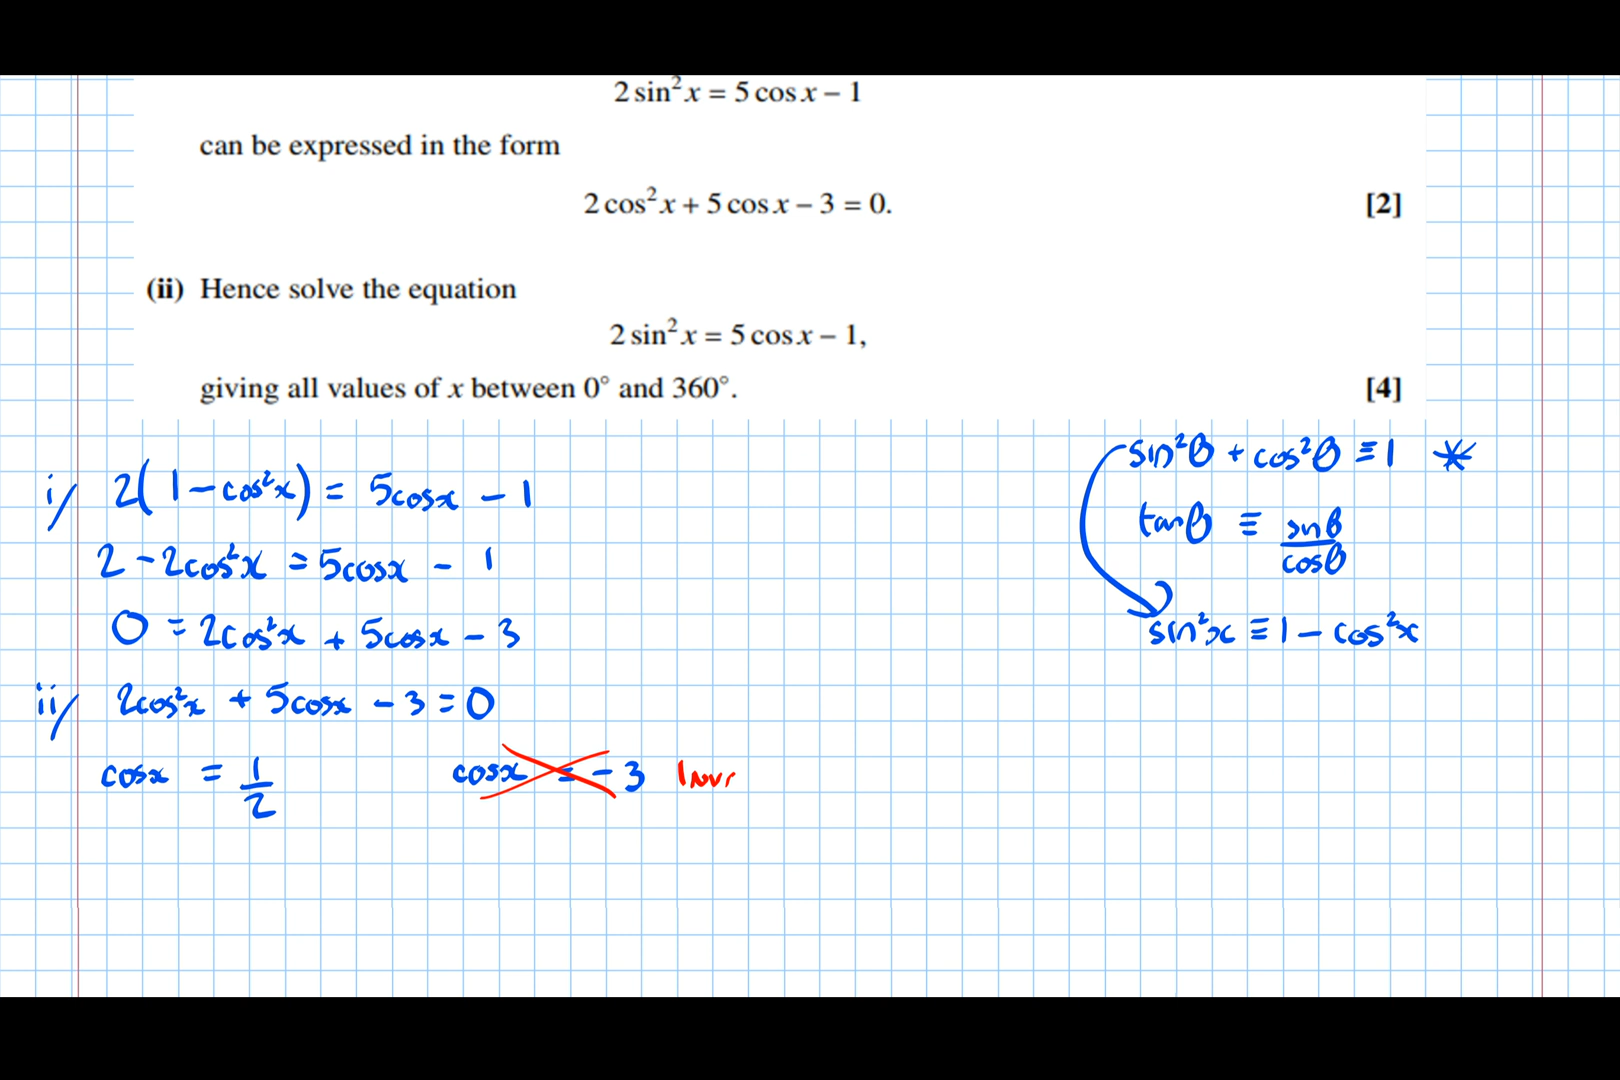 2 sin²x = 5 cos x − 1
can be expressed in the form
2 cos²x + 5 cos x − 3 = 0. [2]
(ii) Hence solve the equation
2 sin²x = 5 cos x − 1,
giving all values of x between 0° and 360°. [4]
sin²θ + cos²θ ≡ 1 *
tanθ ≡ sinθ/cosθ
sin²x ≡ 1 − cos²x
i/ 2(1 − cos²x) = 5cosx − 1
2 − 2cos²x = 5cosx − 1
0 = 2cos²x + 5cosx − 3
ii/ 2cos²x + 5cosx − 3 = 0
cosx = 1/2 cosx = −3